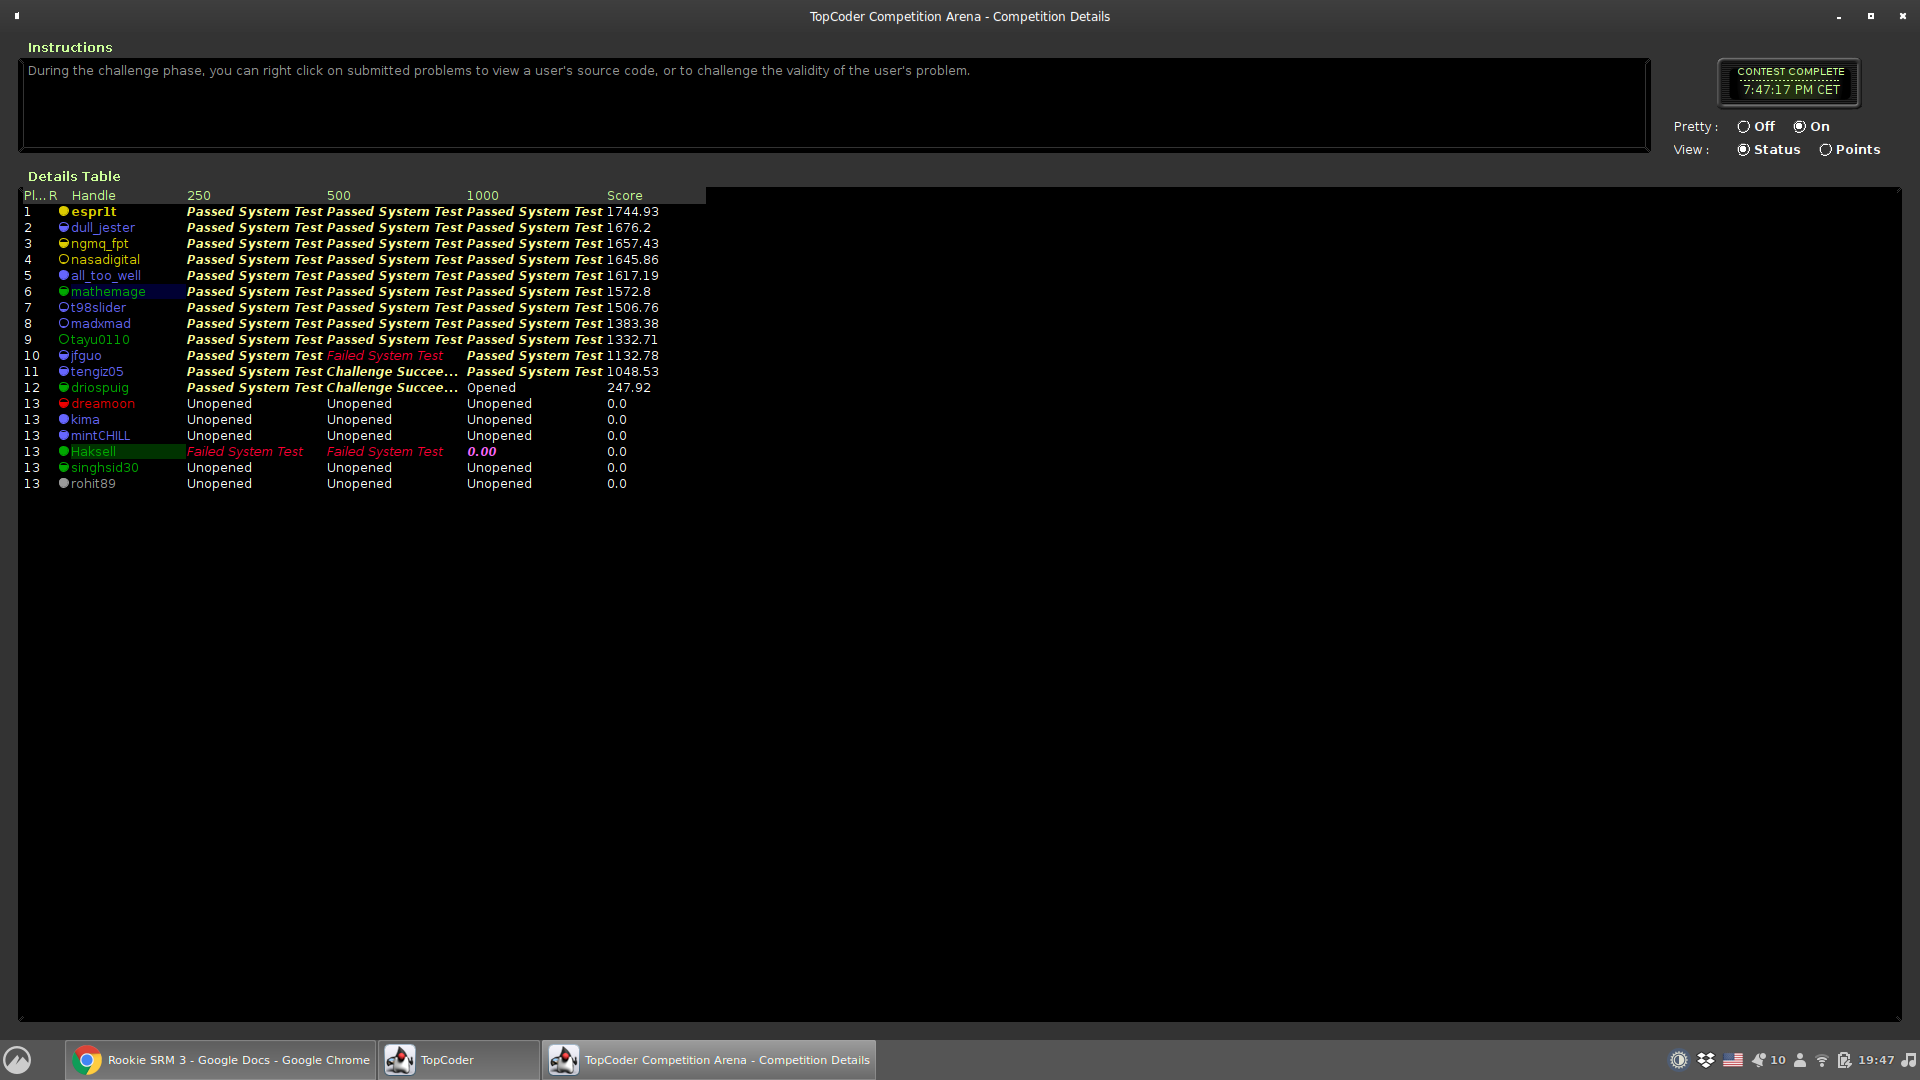 TopCoder Competition Arena - Competition Details
Instructions
During the challenge phase, you can right click on submitted problems to view a user's source code, or to challenge the validity of the user's problem.
CONTEST COMPLETE
7:47:17 PM CET
Pretty : Off On
View : Status Points
Details Table
Pl... R Handle 250 500 1000 Score
1 espr1t Passed System Test Passed System Test Passed System Test 1744.93
2 dull_jester Passed System Test Passed System Test Passed System Test 1676.2
3 ngmq_fpt Passed System Test Passed System Test Passed System Test 1657.43
4 nasadigital Passed System Test Passed System Test Passed System Test 1645.86
5 all_too_well Passed System Test Passed System Test Passed System Test 1617.19
6 mathemage Passed System Test Passed System Test Passed System Test 1572.8
7 t98slider Passed System Test Passed System Test Passed System Test 1506.76
8 madxmad Passed System Test Passed System Test Passed System Test 1383.38
9 tayu0110 Passed System Test Passed System Test Passed System Test 1332.71
10 jfguo Passed System Test Failed System Test Passed System Test 1132.78
11 tengiz05 Passed System Test Challenge Succee... Passed System Test 1048.53
12 driospuig Passed System Test Challenge Succee... Opened 247.92
13 dreamoon Unopened Unopened Unopened 0.0
13 kima Unopened Unopened Unopened 0.0
13 mintCHILL Unopened Unopened Unopened 0.0
13 Haksell Failed System Test Failed System Test 0.00 0.0
13 singhsid30 Unopened Unopened Unopened 0.0
13 rohit89 Unopened Unopened Unopened 0.0
Rookie SRM 3 - Google Docs - Google Chrome TopCoder TopCoder Competition Arena - Competition Details 10 19:47